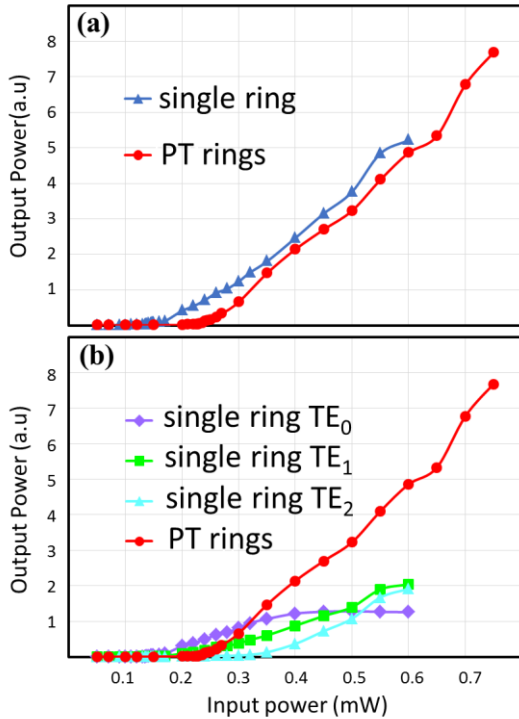 (a)
8
7
6
5
4
3
2
1
Output Power(a.u)
single ring
PT rings
(b)
8
7
6
5
4
3
2
1
Output Power (a.u)
single ring TE0
single ring TE1
single ring TE2
PT rings
0.1 0.2 0.3 0.4 0.5 0.6 0.7
Input power (mW)